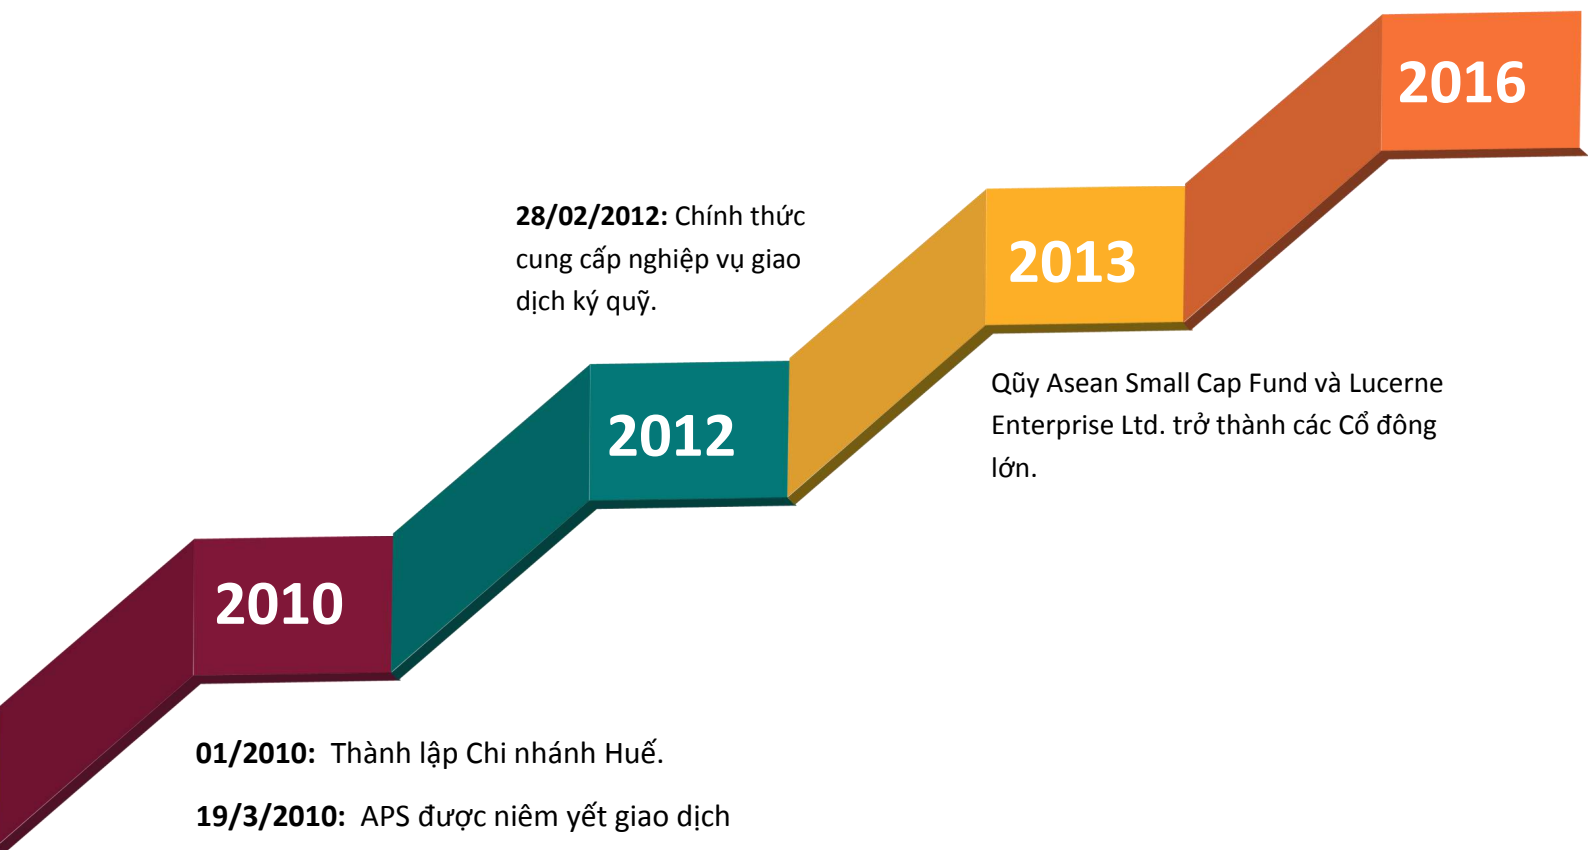 2016
28/02/2012: Chính thức
cung cấp nghiệp vụ giao
dịch ký quỹ.
2013
Qũy Asean Small Cap Fund và Lucerne
Enterprise Ltd. trở thành các Cổ đông
lớn.
2012
2010
01/2010: Thành lập Chi nhánh Huế.
19/3/2010: APS được niêm yết giao dịch